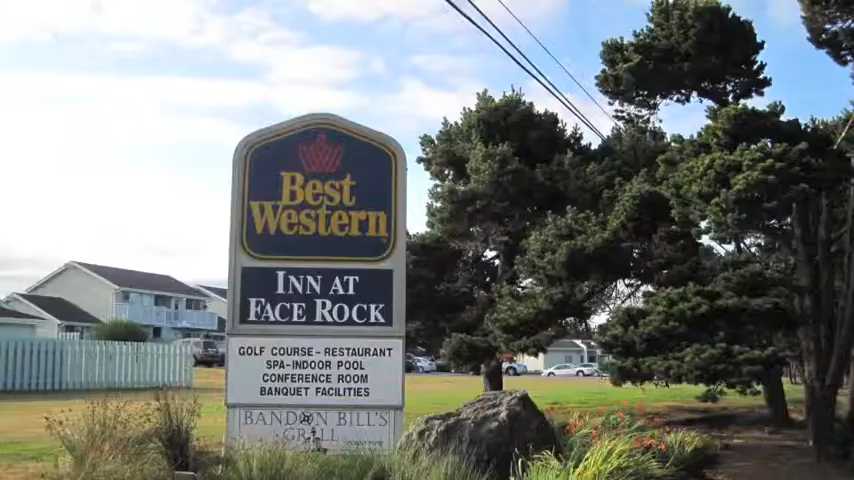 Best
Western
INN AT
FACE ROCK
GOLF COURSE-RESTAURANT
SPA-INDOOR POOL
CONFERENCE ROOM
BANQUET FACILITIES
BANDON BILL'S
GRILL